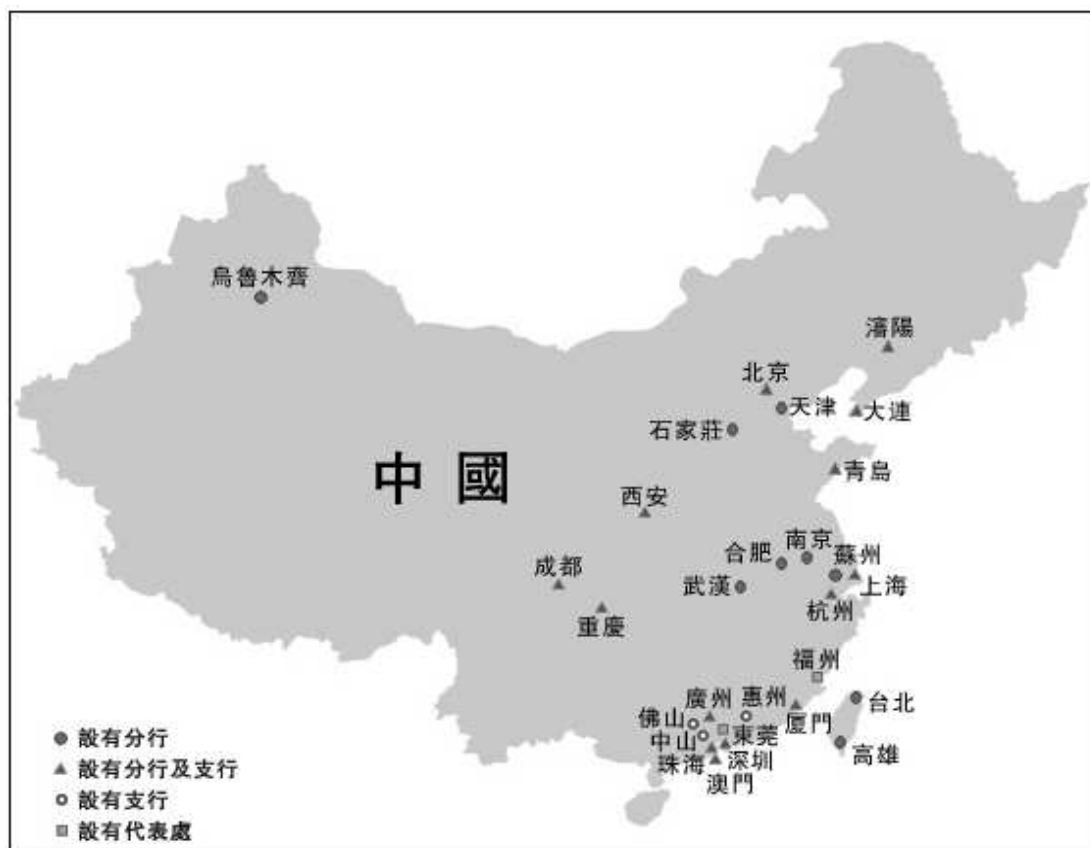 烏魯木齊
瀋陽
北京
天津
大連
石家莊
青島
中國
西安
南京
合肥
蘇州
成都
武漢
上海
杭州
重慶
福州
廣州
惠州
台北
佛山
廈門
中山
東莞
高雄
珠海
深圳
澳門
設有分行
設有分行及支行
設有支行
設有代表處